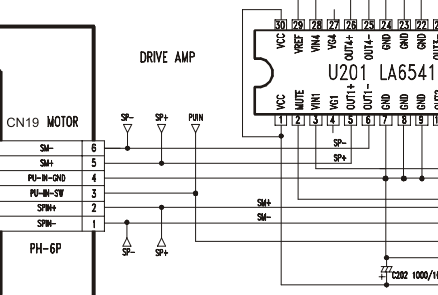 30 29 28 27 26 25 24 23 22
VCC VREF VIN4 VG4 OUT4+ OUT4- GND GND GND
DRIVE AMP
U201 LA6541
VCC MUTE VIN1 VG1 OUT1+ OUT1- GND GND GND
1 2 3 4 5 6 7 8 9
CN19 MOTOR
SP- SP+ PUIN
SP-
SM- 6
SP+
SM+ 5
PU-IN-GND 4
PU-IN-SW 3
SM+
SPIN+ 2
SM-
SPIN- 1
PH-6P
SP- SP+
+ C202 1000/16